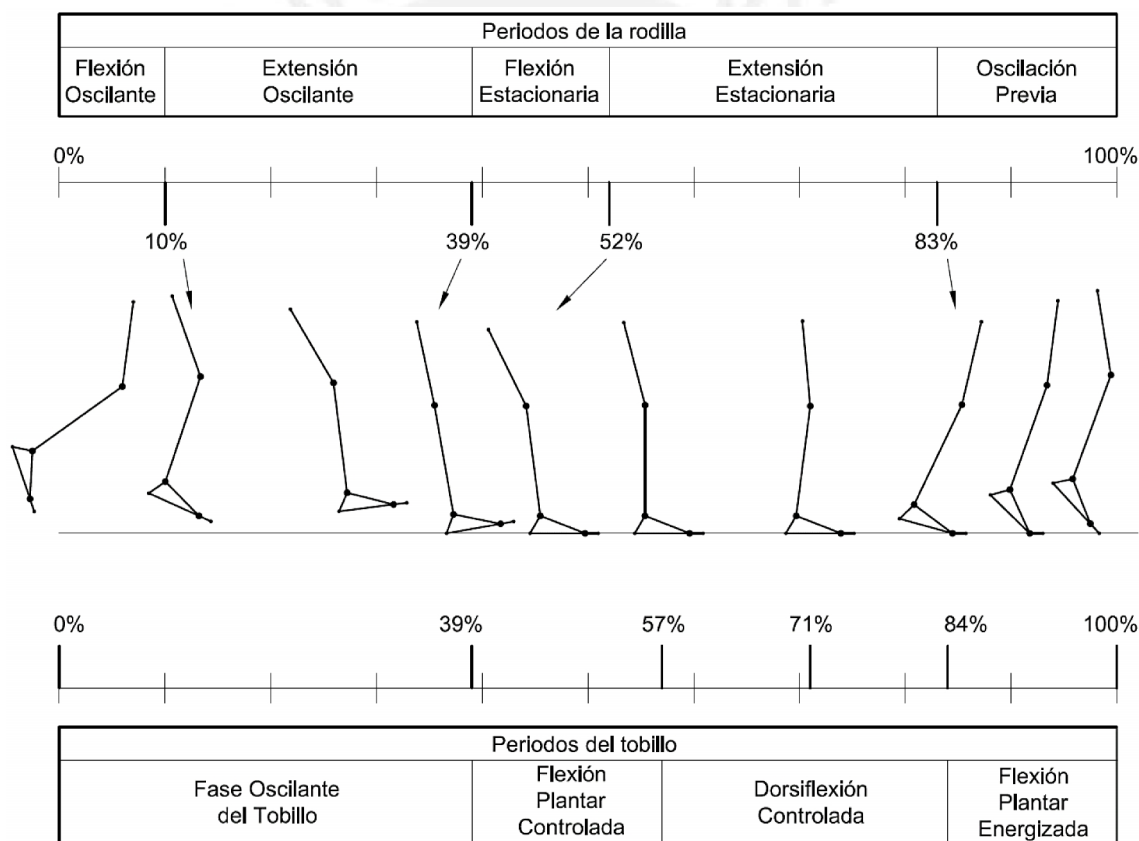 Periodos de la rodilla
Flexión
Oscilante
Extensión
Oscilante
Flexión
Estacionaria
Extensión
Estacionaria
Oscilación
Previa
0%
100%
10%
39%
52%
83%
0%
39%
57%
71%
84%
100%
Periodos del tobillo
Fase Oscilante
del Tobillo
Flexión
Plantar
Controlada
Dorsiflexión
Controlada
Flexión
Plantar
Energizada